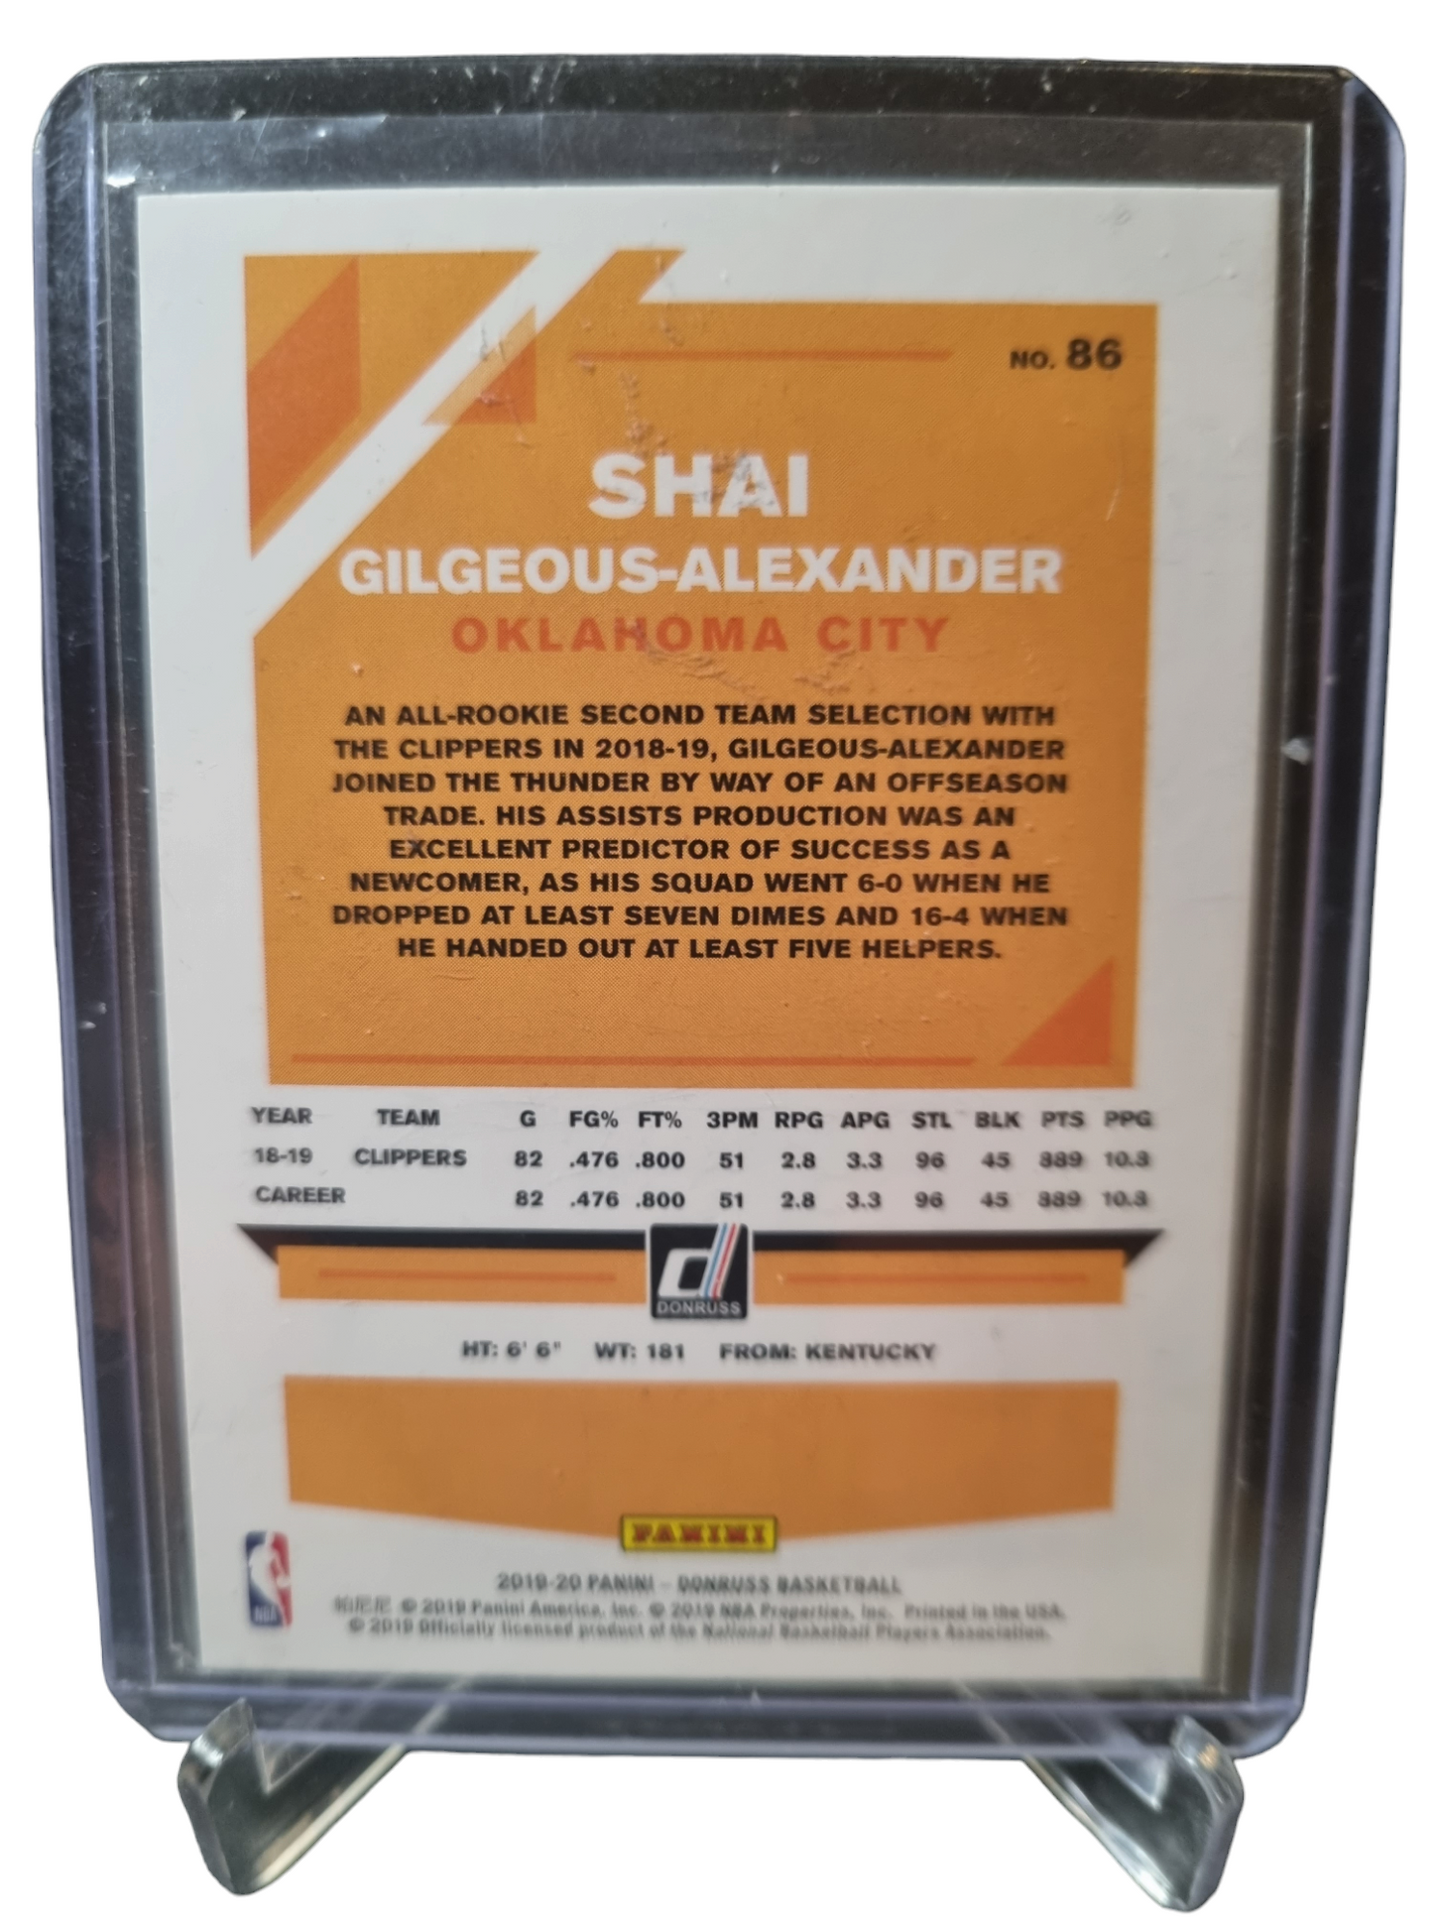 NO. 86
SHAI
GILGEOUS-ALEXANDER
OKLAHOMA CITY
AN ALL-ROOKIE SECOND TEAM SELECTION WITH
THE CLIPPERS IN 2018-19, GILGEOUS-ALEXANDER
JOINED THE THUNDER BY WAY OF AN OFFSEASON
TRADE. HIS ASSISTS PRODUCTION WAS AN
EXCELLENT PREDICTOR OF SUCCESS AS A
NEWCOMER, AS HIS SQUAD WENT 6-0 WHEN HE
DROPPED AT LEAST SEVEN DIMES AND 16-4 WHEN
HE HANDED OUT AT LEAST FIVE HELPERS.
YEAR TEAM G FG% FT% 3PM RPG APG STL BLK PTS PPG
18-19 CLIPPERS 82 .476 .800 51 2.8 3.3 96 45 889 10.8
CAREER 82 .476 .800 51 2.8 3.3 96 45 889 10.8
d
DONRUSS
HT: 6' 6" WT: 181 FROM: KENTUCKY
PANINI
NBA
2019-20 PANINI – DONRUSS BASKETBALL
帕尼尼 © 2019 Panini America, Inc. © 2019 NBA Properties, Inc. Printed in the USA.
© 2019 Officially licensed product of the National Basketball Players Association.